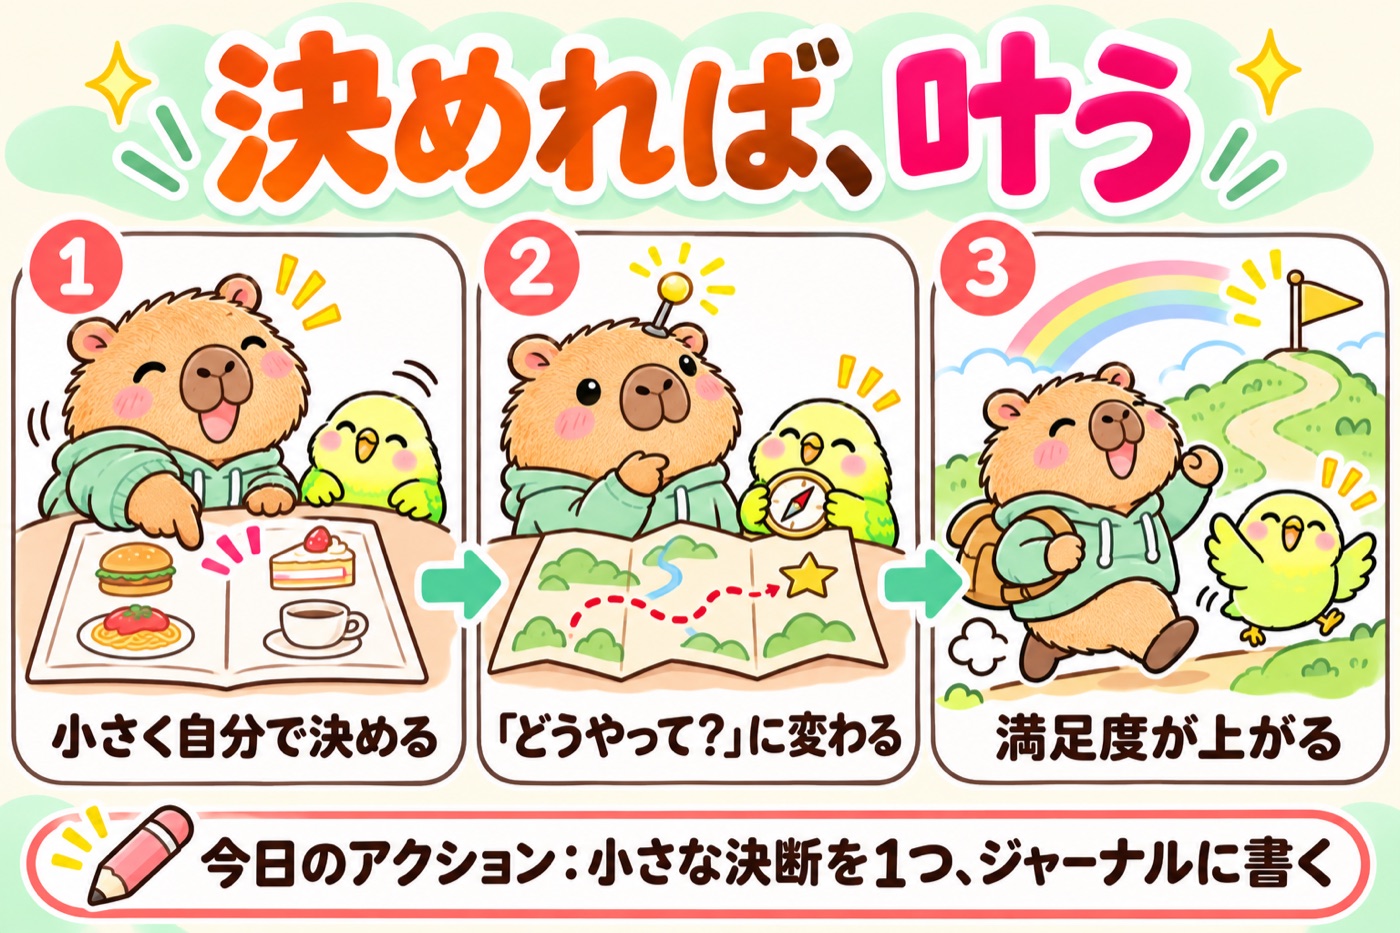 決めれば、叶う
1
2
3
小さく自分で決める
「どうやって?」に変わる
満足度が上がる
今日のアクション：小さな決断を1つ、ジャーナルに書く